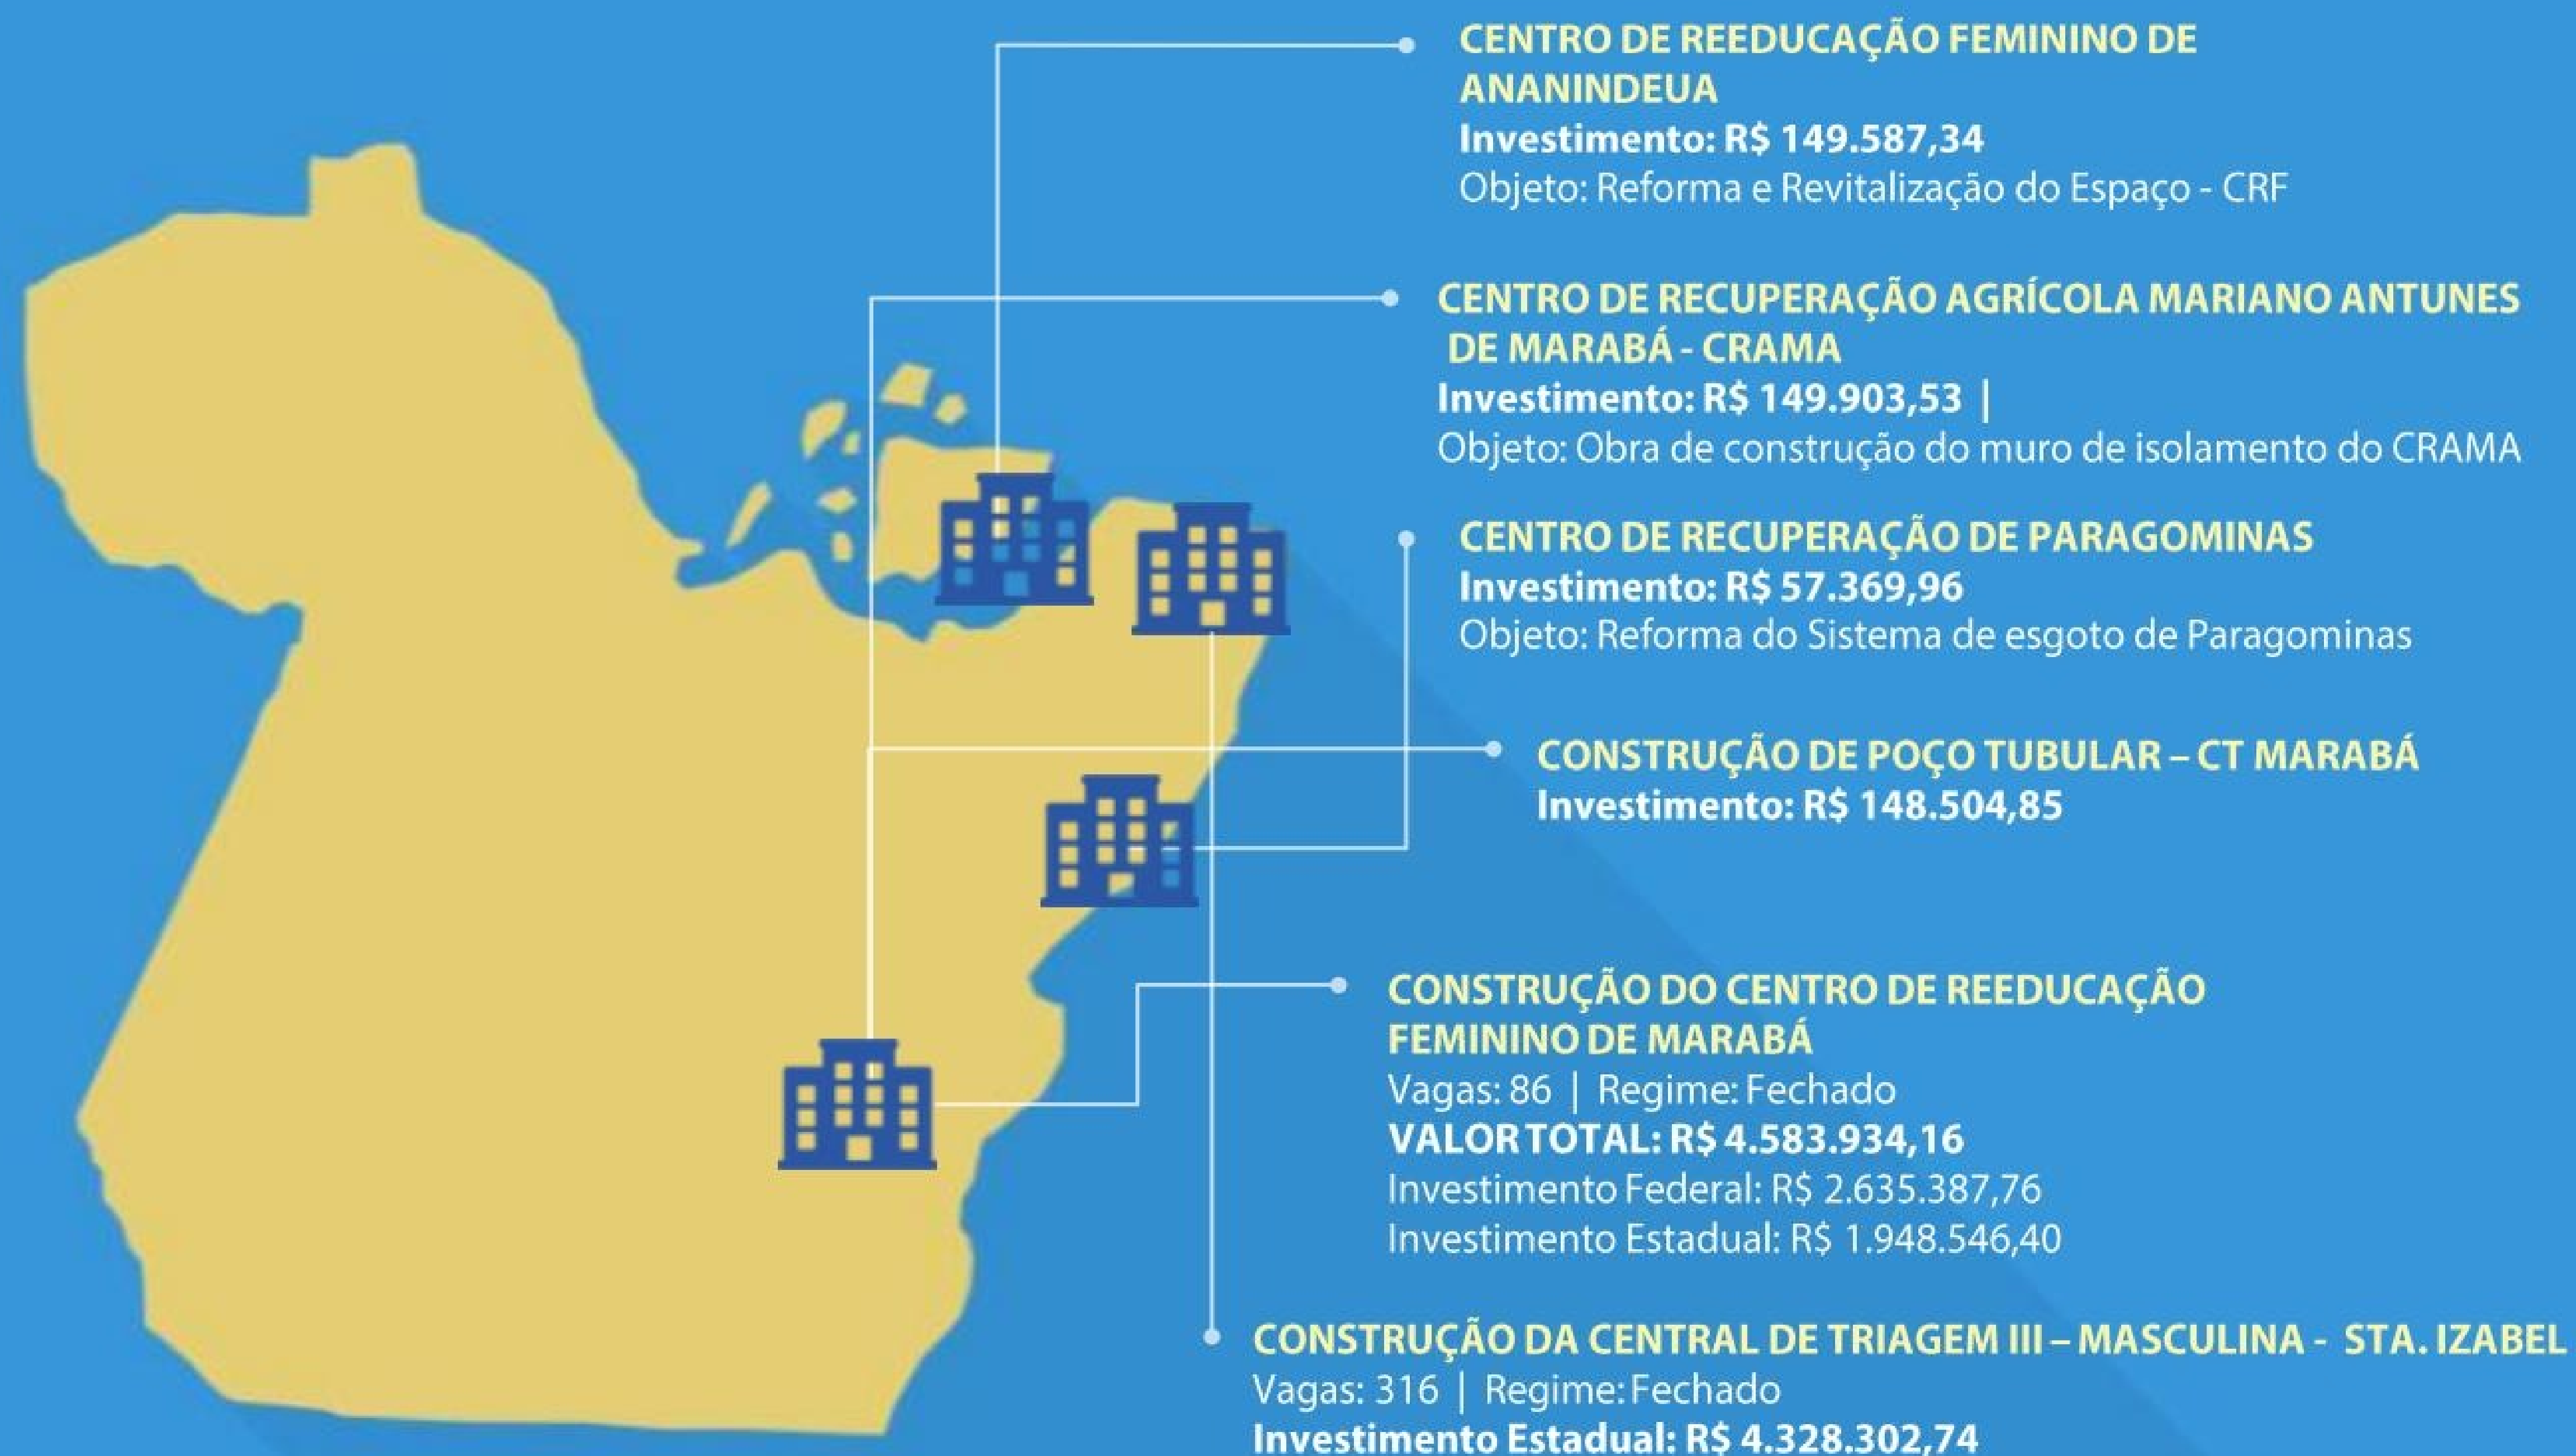 CENTRO DE REEDUCAÇÃO FEMININO DE
ANANINDEUA
Investimento: R$ 149.587,34
Objeto: Reforma e Revitalização do Espaço - CRF
CENTRO DE RECUPERAÇÃO AGRÍCOLA MARIANO ANTUNES
DE MARABÁ - CRAMA
Investimento: R$ 149.903,53 |
Objeto: Obra de construção do muro de isolamento do CRAMA
CENTRO DE RECUPERAÇÃO DE PARAGOMINAS
Investimento: R$ 57.369,96
Objeto: Reforma do Sistema de esgoto de Paragominas
CONSTRUÇÃO DE POÇO TUBULAR – CT MARABÁ
Investimento: R$ 148.504,85
CONSTRUÇÃO DO CENTRO DE REEDUCAÇÃO
FEMININO DE MARABÁ
Vagas: 86 | Regime: Fechado
VALOR TOTAL: R$ 4.583.934,16
Investimento Federal: R$ 2.635.387,76
Investimento Estadual: R$ 1.948.546,40
CONSTRUÇÃO DA CENTRAL DE TRIAGEM III – MASCULINA - STA. IZABEL
Vagas: 316 | Regime: Fechado
Investimento Estadual: R$ 4.328.302,74